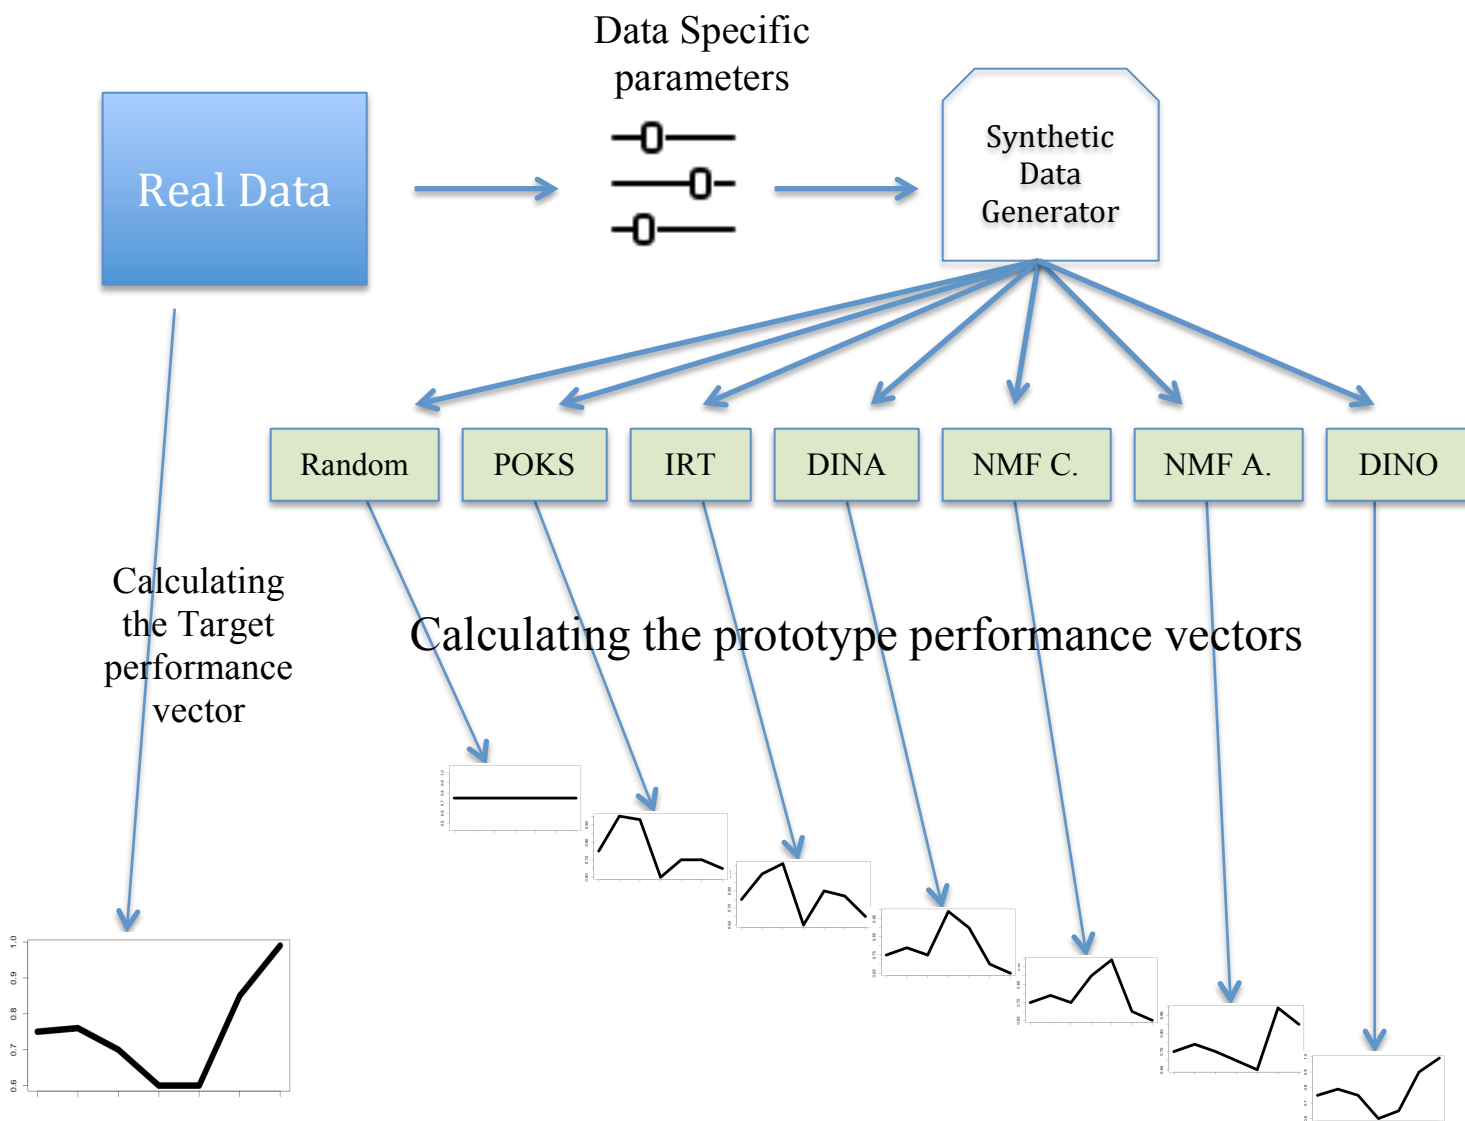 Data Specific
parameters
Real Data
Synthetic
Data
Generator
Random
POKS
IRT
DINA
NMF C.
NMF A.
DINO
Calculating
the Target
performance
vector
Calculating the prototype performance vectors
1.0
0.9
0.8
0.7
0.6